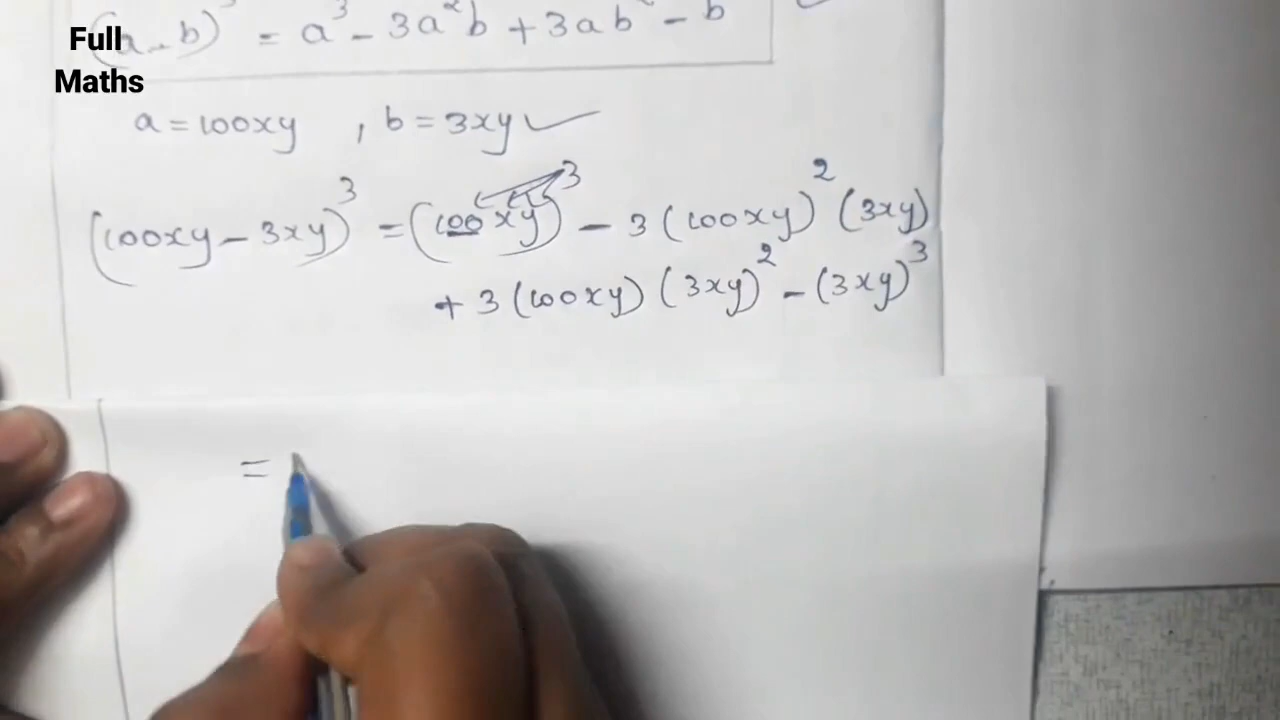 Full
Maths
(a-b)³ = a³ - 3a²b + 3ab² - b
a = 100xy , b = 3xy ✓
(100xy - 3xy)³ = (100xy)³ - 3(100xy)²(3xy)
+ 3(100xy)(3xy)² - (3xy)³
=